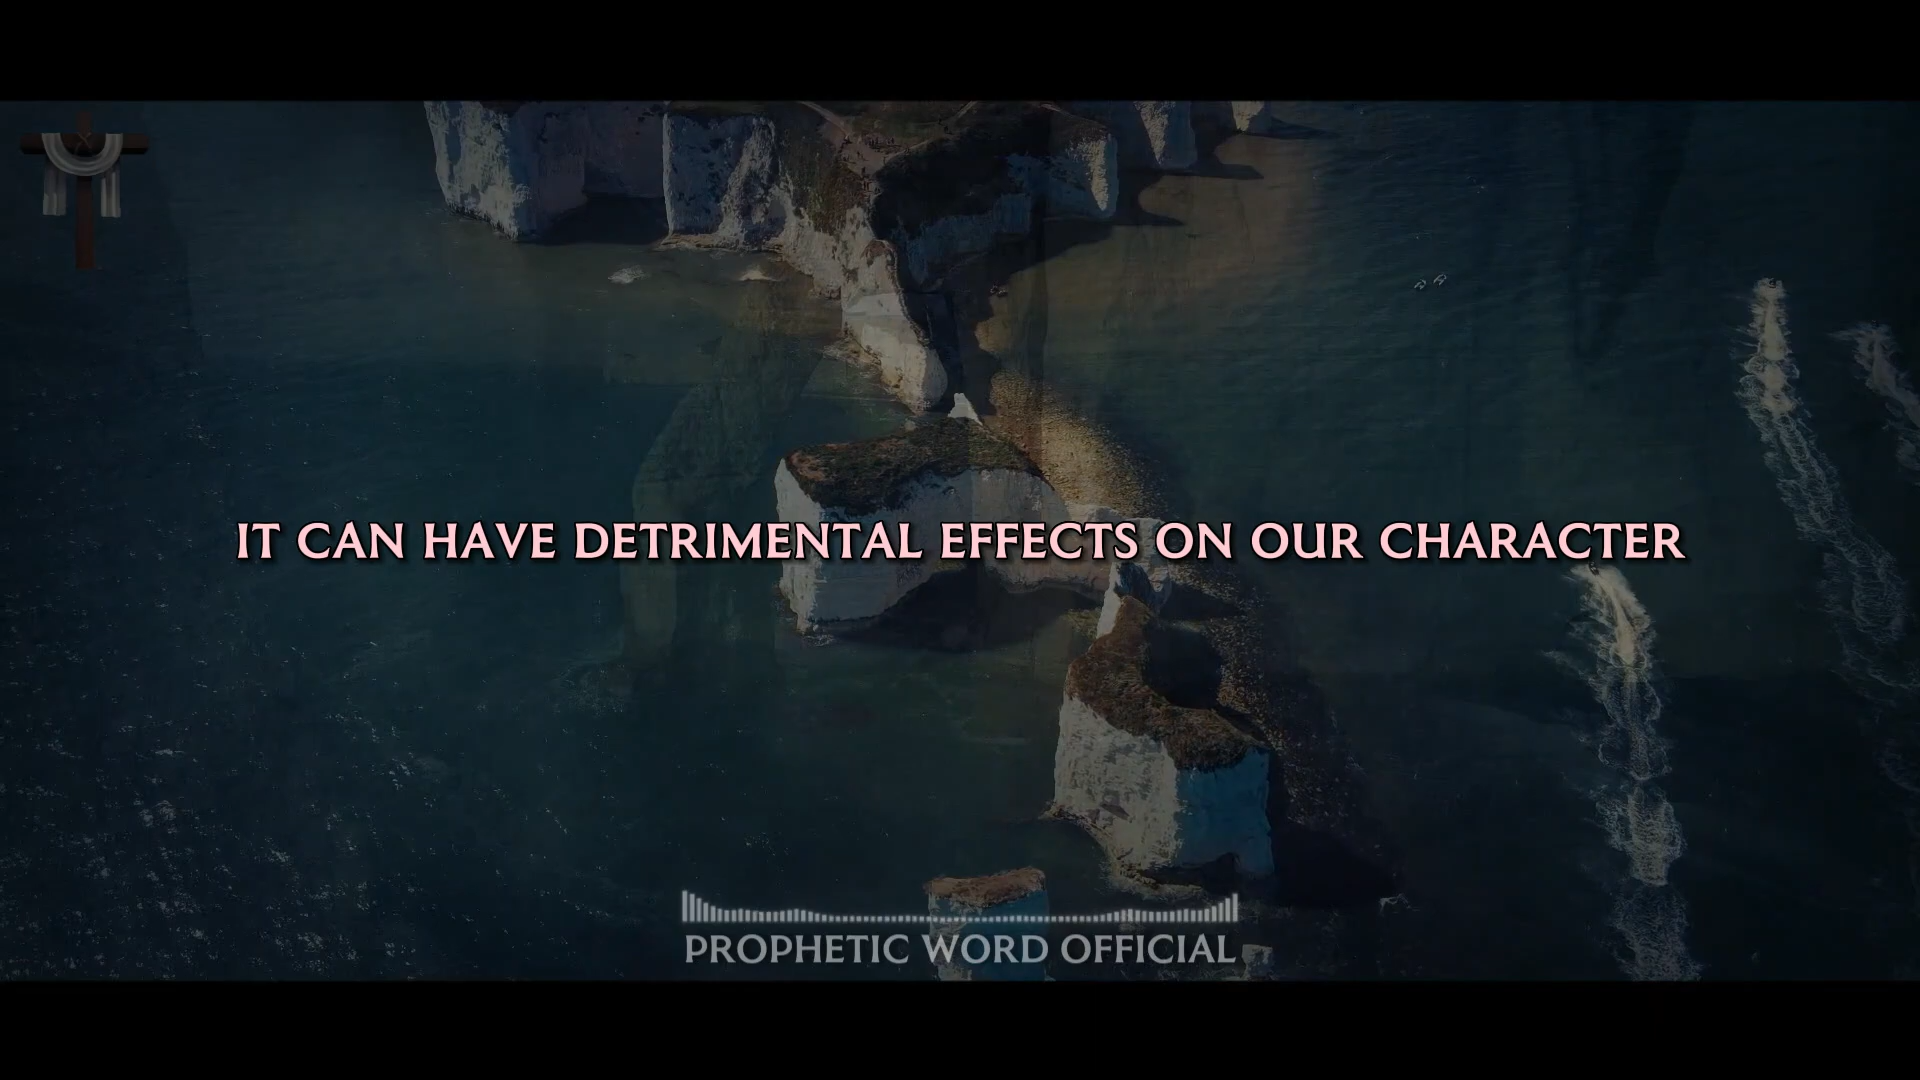 IT CAN HAVE DETRIMENTAL EFFECTS ON OUR CHARACTER
PROPHETIC WORD OFFICIAL